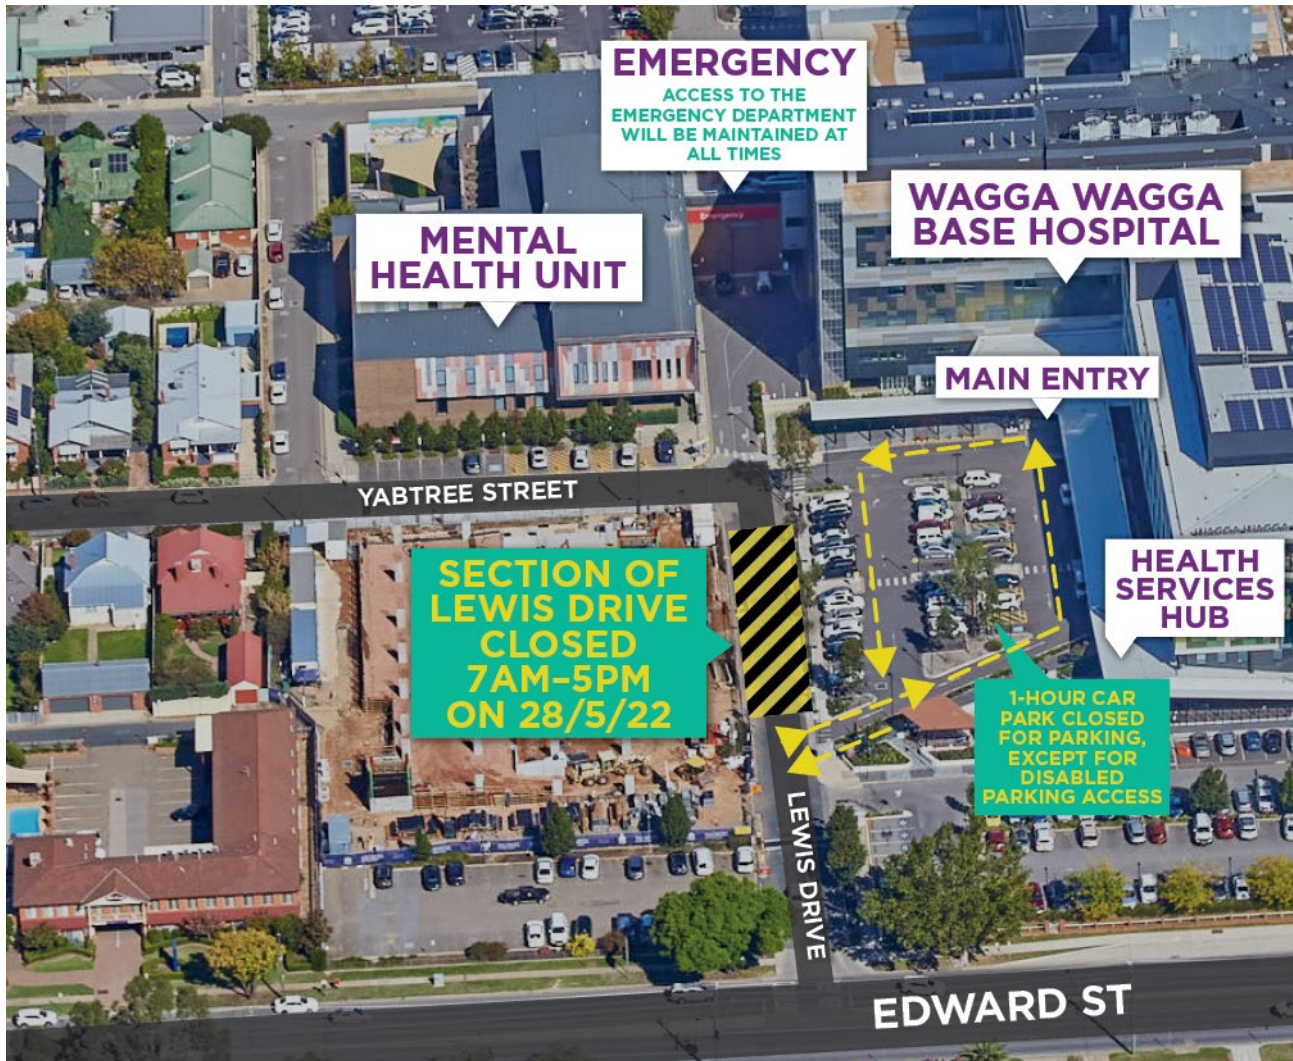 EMERGENCY
ACCESS TO THE
EMERGENCY DEPARTMENT
WILL BE MAINTAINED AT
ALL TIMES
WAGGA WAGGA
BASE HOSPITAL
Emergency
MENTAL
HEALTH UNIT
MAIN ENTRY
YABTREE STREET
SECTION OF
LEWIS DRIVE
CLOSED
7AM–5PM
ON 28/5/22
HEALTH
SERVICES
HUB
1-HOUR CAR
PARK CLOSED
FOR PARKING,
EXCEPT FOR
DISABLED
PARKING ACCESS
LEWIS DRIVE
EDWARD ST